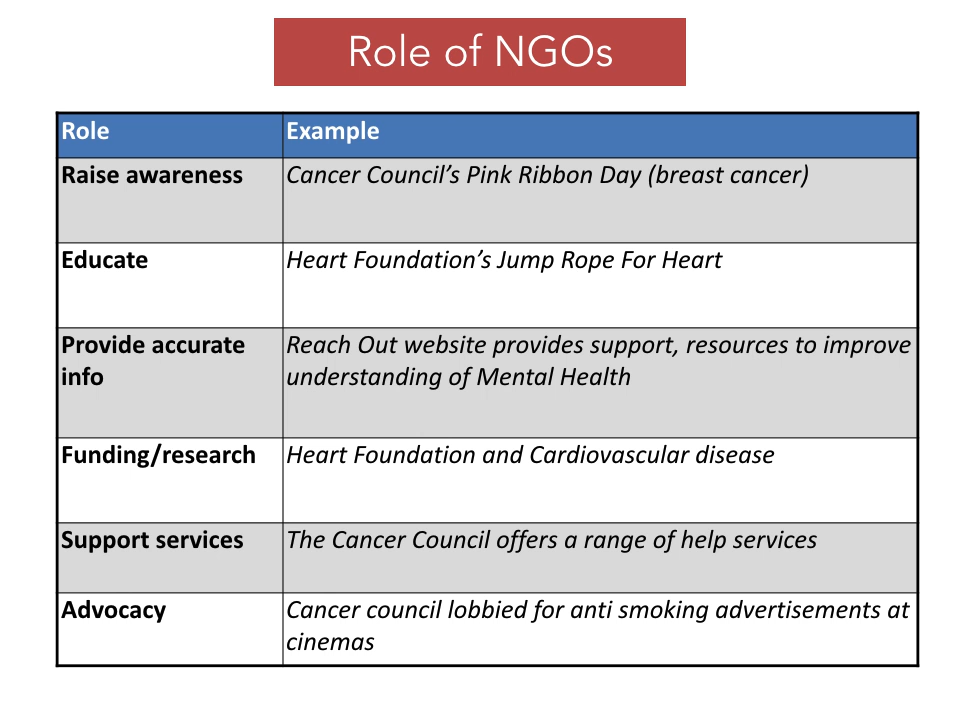 Role of NGOs
Role
Example
Raise awareness
Cancer Council’s Pink Ribbon Day (breast cancer)
Educate
Heart Foundation’s Jump Rope For Heart
Provide accurate
info
Reach Out website provides support, resources to improve
understanding of Mental Health
Funding/research
Heart Foundation and Cardiovascular disease
Support services
The Cancer Council offers a range of help services
Advocacy
Cancer council lobbied for anti smoking advertisements at
cinemas